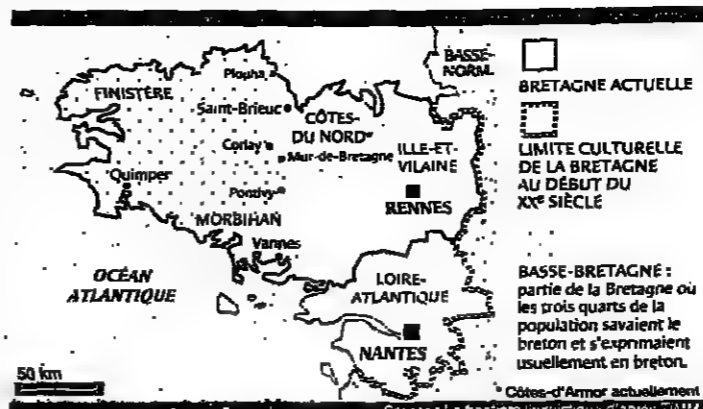 BASSE-
NORM.
Plouha
FINISTÈRE
Saint-Brieuc
CÔTES-
DU NORD*
Corlay
Mur-de-Bretagne
ILLE-ET-
VILAINE
Quimper
Pontivy
RENNES
MORBIHAN
Vannes
OCÉAN
ATLANTIQUE
LOIRE-
ATLANTIQUE
NANTES
50 km
BRETAGNE ACTUELLE
LIMITE CULTURELLE
DE LA BRETAGNE
AU DÉBUT DU
XXe SIÈCLE
BASSE-BRETAGNE :
partie de la Bretagne où
les trois quarts de la
population savaient le
breton et s'exprimaient
usuellement en breton.
*Côtes-d'Armor actuellement